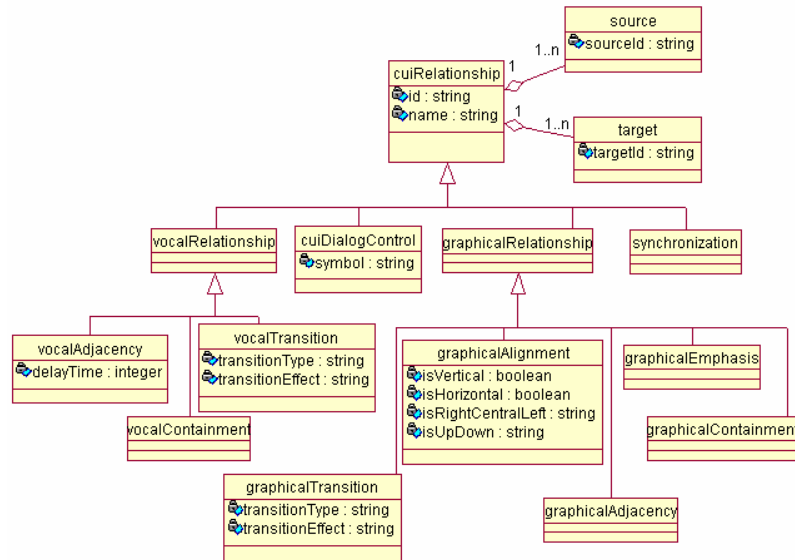 source
sourceId : string
1
1..n
cuiRelationship
id : string
name : string
1
1..n
target
targetId : string
vocalRelationship
cuiDialogControl
symbol : string
graphicalRelationship
synchronization
vocalAdjacency
delayTime : integer
vocalTransition
transitionType : string
transitionEffect : string
vocalContainment
graphicalAlignment
isVertical : boolean
isHorizontal : boolean
isRightCentralLeft : string
isUpDown : string
graphicalEmphasis
graphicalContainment
graphicalTransition
transitionType : string
transitionEffect : string
graphicalAdjacency